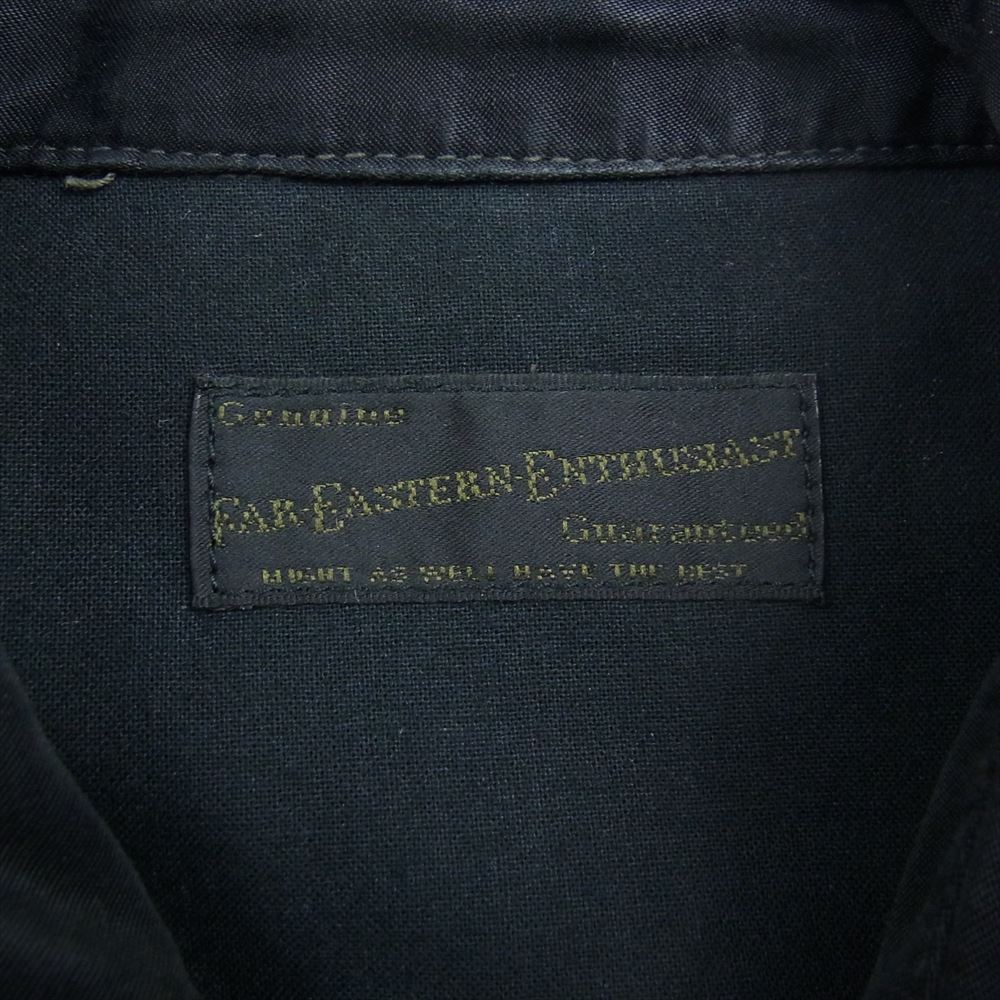 Genuine
FAR-EASTERN-ENTHUSIAST
Guaranteed
MIGHT AS WELL HAVE THE BEST